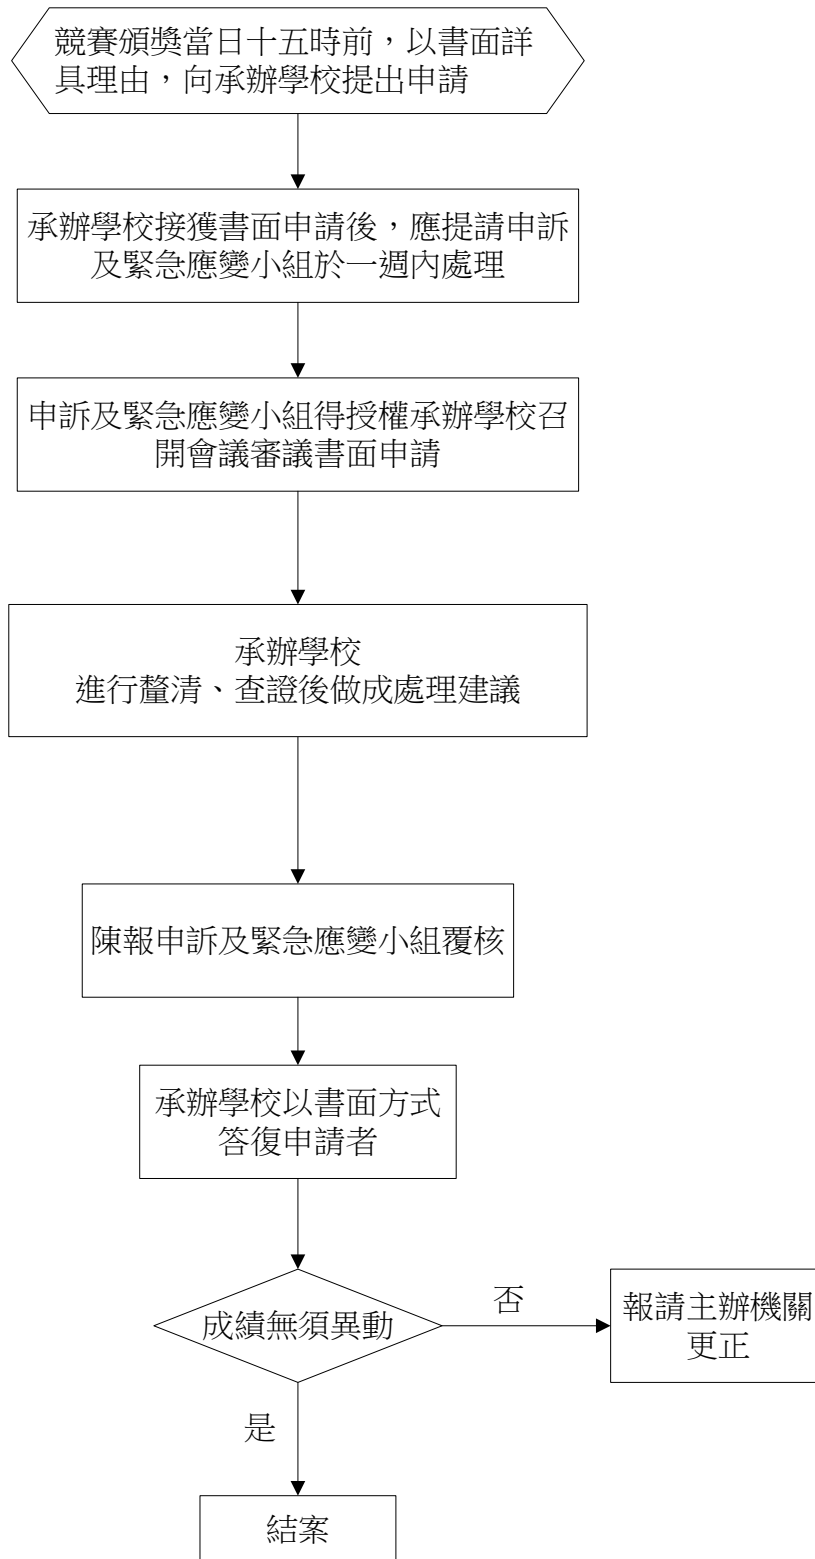 競賽頒獎當日十五時前，以書面詳
具理由，向承辦學校提出申請
承辦學校接獲書面申請後，應提請申訴
及緊急應變小組於一週內處理
申訴及緊急應變小組得授權承辦學校召
開會議審議書面申請
承辦學校
進行釐清、查證後做成處理建議
陳報申訴及緊急應變小組覆核
承辦學校以書面方式
答復申請者
成績無須異動
否
報請主辦機關
更正
是
結案